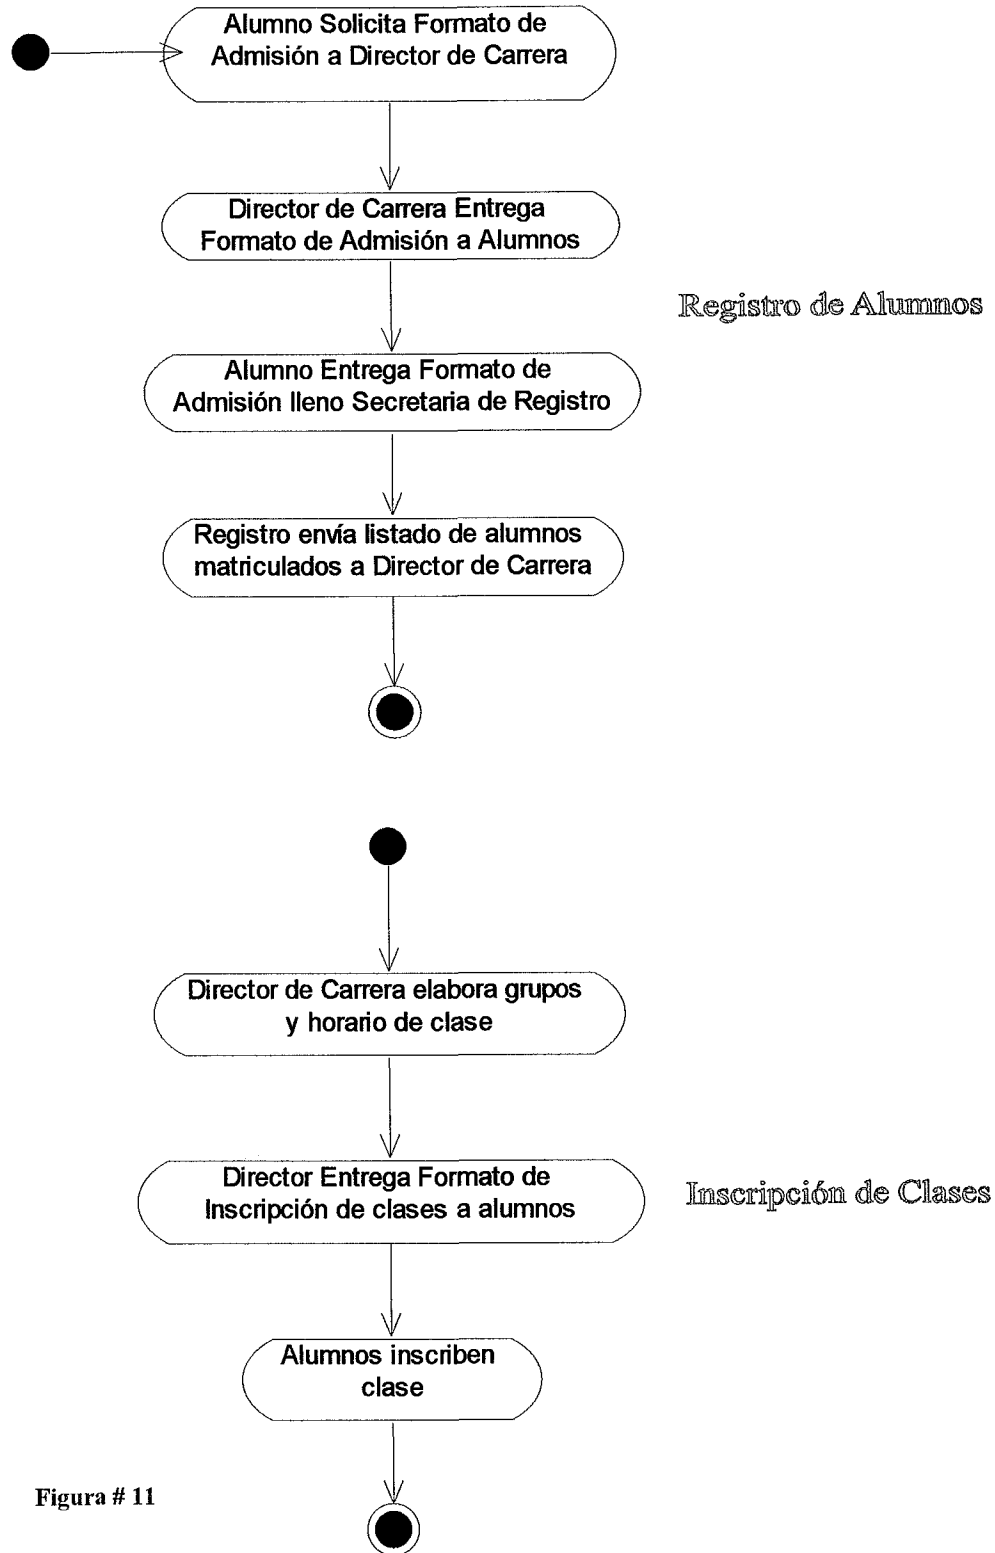 Alumno Solicita Formato de
Admisión a Director de Carrera
Director de Carrera Entrega
Formato de Admisión a Alumnos
Registro de Alumnos
Alumno Entrega Formato de
Admisión lleno Secretaria de Registro
Registro envía listado de alumnos
matriculados a Director de Carrera
Director de Carrera elabora grupos
y horario de clase
Director Entrega Formato de
Inscripción de clases a alumnos
Inscripción de Clases
Alumnos inscriben
clase
Figura # 11